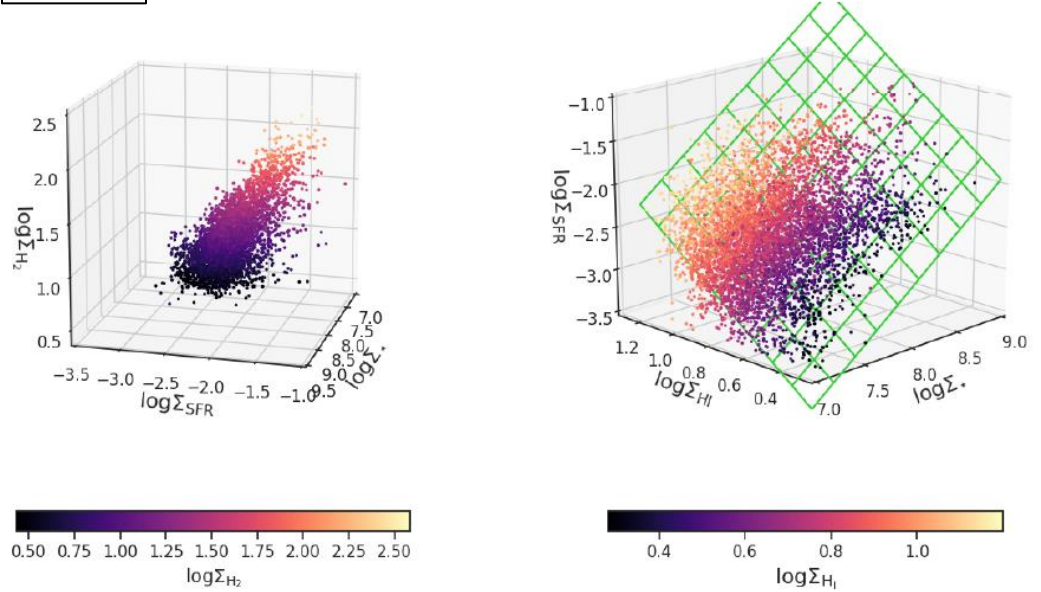 2.5
2.0
1.5
1.0
0.5
logΣH₂
−3.5 −3.0 −2.5 −2.0 −1.5 −1.0
logΣSFR
7.0
7.5
8.0
8.5
9.0
9.5
logΣ⋆
−1.0
−1.5
−2.0
−2.5
−3.0
−3.5
logΣSFR
1.2 1.0 0.8 0.6 0.4
logΣHI
7.0 7.5 8.0 8.5 9.0
logΣ⋆
0.50 0.75 1.00 1.25 1.50 1.75 2.00 2.25 2.50
logΣH₂
0.4 0.6 0.8 1.0
logΣHI